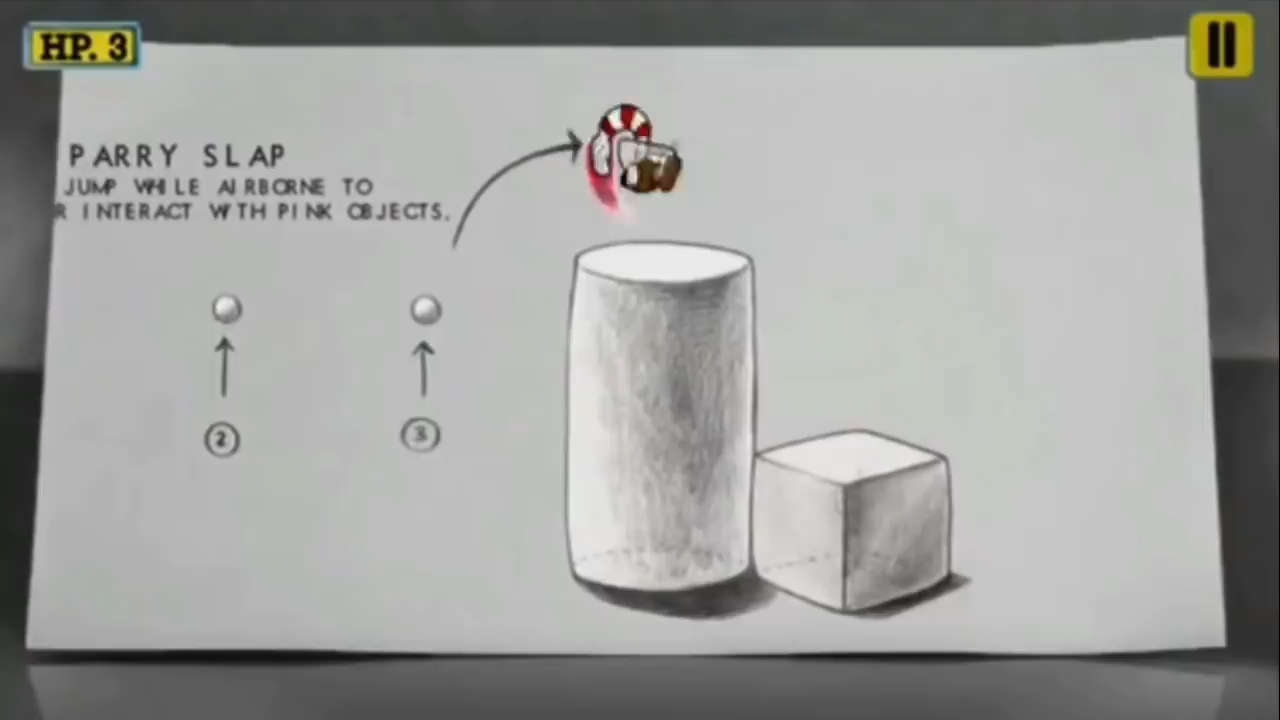 HP. 3
PARRY SLAP
JUMP WHILE AIRBORNE TO
R INTERACT WITH PINK OBJECTS.
2
3